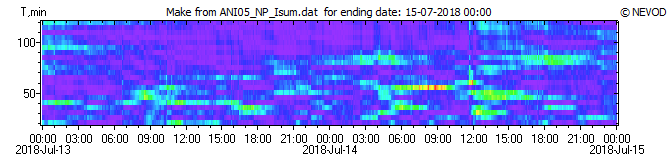 T,min Make from ANI05_NP_Isum.dat for ending date: 15-07-2018 00:00 © NEVOD
100
50
00:00 03:00 06:00 09:00 12:00 15:00 18:00 21:00 00:00 03:00 06:00 09:00 12:00 15:00 18:00 21:00 00:00
2018-Jul-13 2018-Jul-14 2018-Jul-15